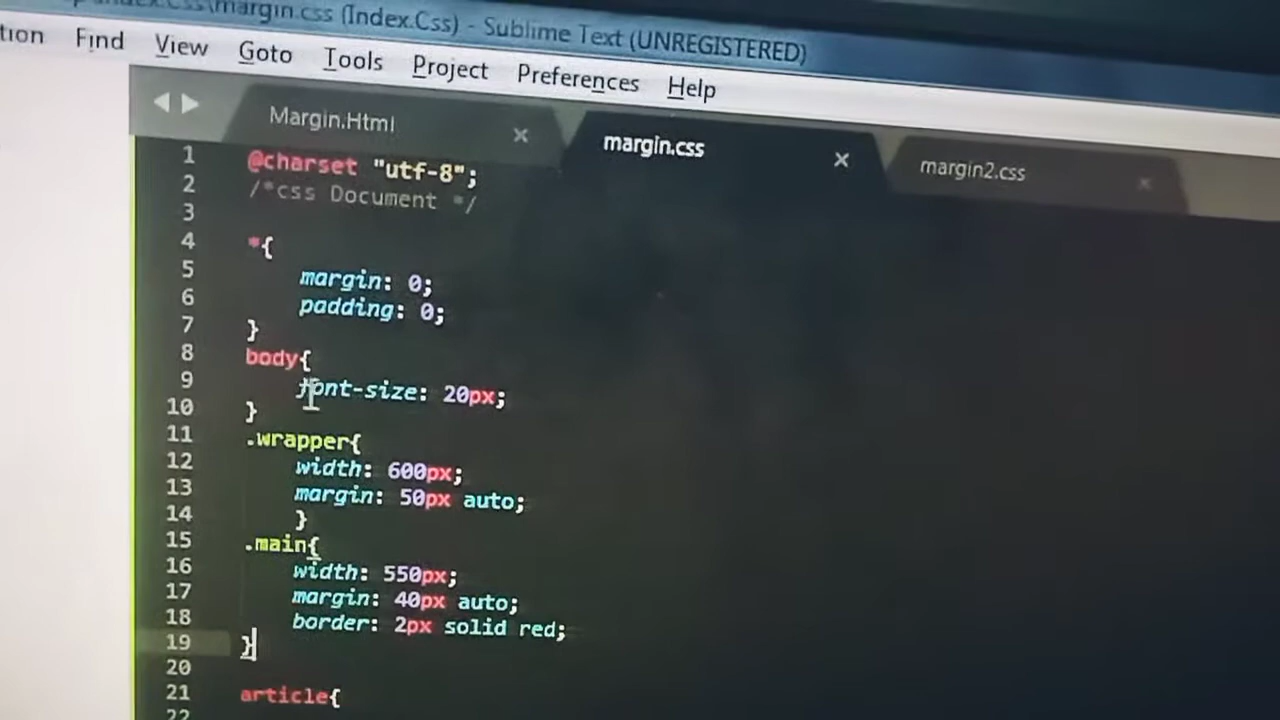 \margin.css (Index.Css) - Sublime Text (UNREGISTERED)
Find View Goto Tools Project Preferences Help
Margin.Html margin.css margin2.css
1 @charset "utf-8";
2 /*css Document */
3
4 *{
5 margin: 0;
6 padding: 0;
7 }
8 body{
9 font-size: 20px;
10 }
11 .wrapper{
12 width: 600px;
13 margin: 50px auto;
14 }
15 .main{
16 width: 550px;
17 margin: 40px auto;
18 border: 2px solid red;
19 }
20
21 article{
22